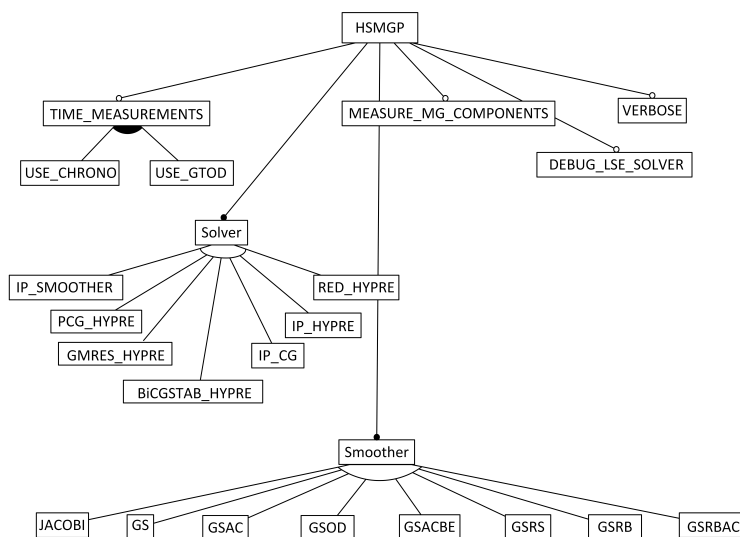 HSMGP
TIME_MEASUREMENTS
MEASURE_MG_COMPONENTS
VERBOSE
USE_CHRONO
USE_GTOD
DEBUG_LSE_SOLVER
Solver
IP_SMOOTHER
RED_HYPRE
PCG_HYPRE
IP_HYPRE
GMRES_HYPRE
IP_CG
BiCGSTAB_HYPRE
Smoother
JACOBI
GS
GSAC
GSOD
GSACBE
GSRS
GSRB
GSRBAC